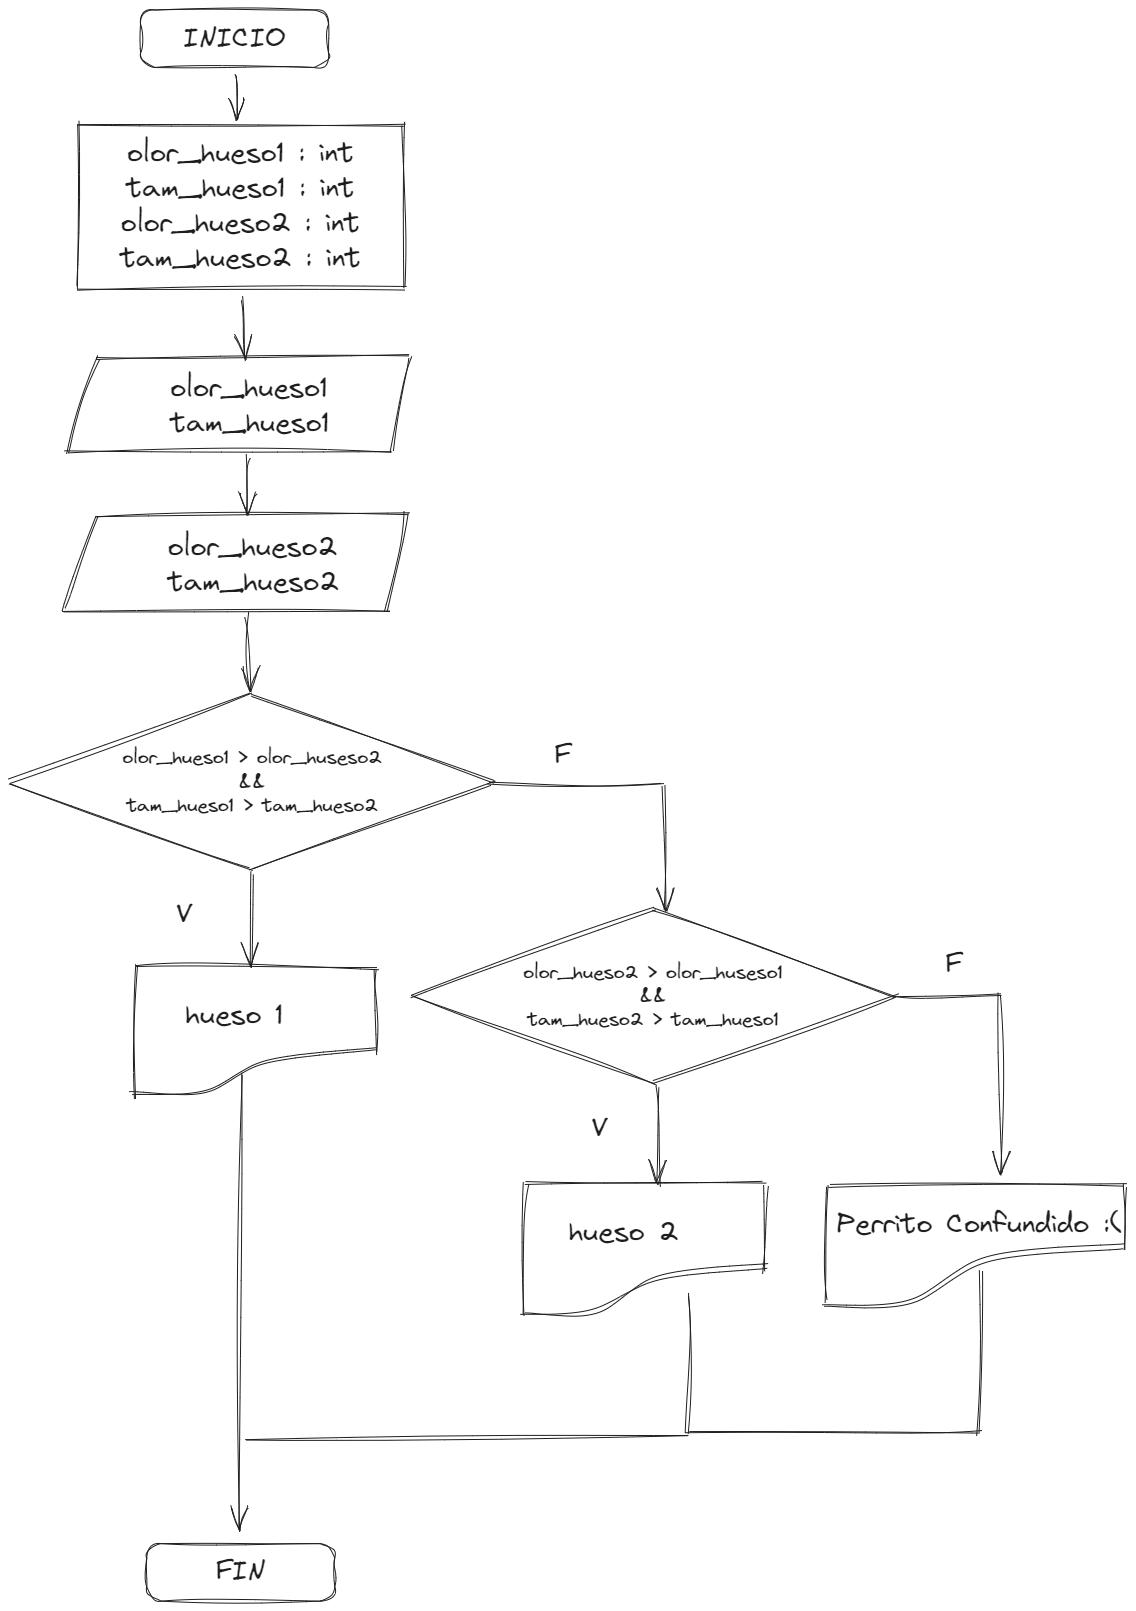 INICIO
olor_hueso1 : int
tam_hueso1 : int
olor_hueso2 : int
tam_hueso2 : int
olor_hueso1
tam_hueso1
olor_hueso2
tam_hueso2
olor_hueso1 > olor_huseso2
&&
tam_hueso1 > tam_hueso2
F
V
hueso 1
olor_hueso2 > olor_huseso1
&&
tam_hueso2 > tam_hueso1
F
V
hueso 2
Perrito Confundido :(
FIN